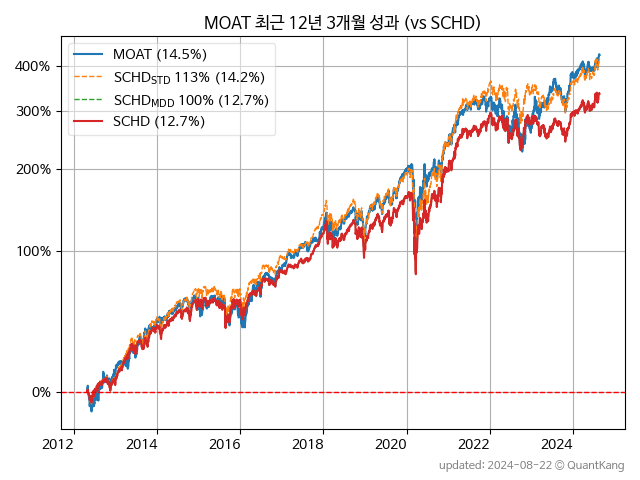 MOAT 최근 12년 3개월 성과 (vs SCHD)
MOAT (14.5%)
SCHD_STD 113% (14.2%)
SCHD_MDD 100% (12.7%)
SCHD (12.7%)
400%
300%
200%
100%
0%
2012 2014 2016 2018 2020 2022 2024
updated: 2024-08-22 © QuantKang